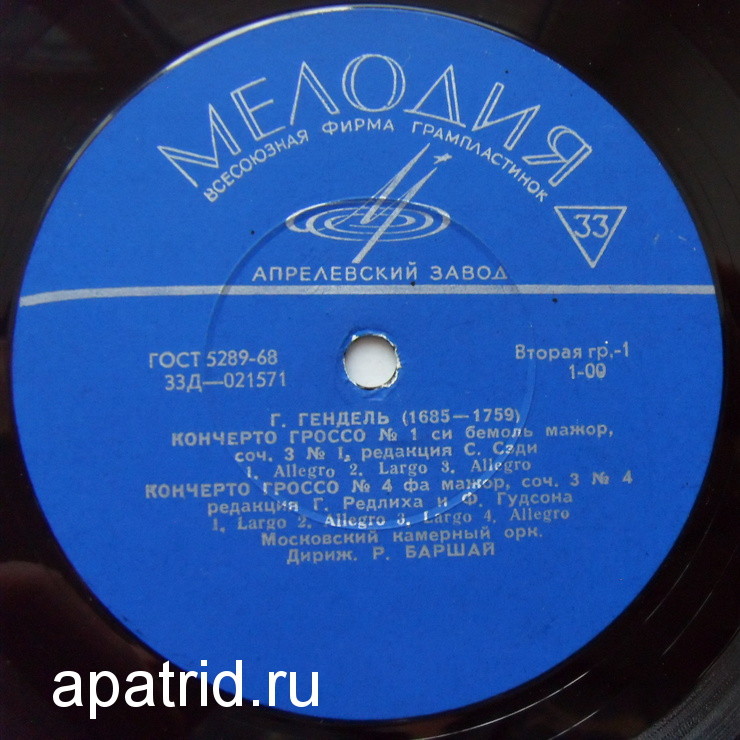 МЕЛОДИЯ
ВСЕСОЮЗНАЯ ФИРМА ГРАМПЛАСТИНОК
33
АПРЕЛЕВСКИЙ ЗАВОД
ГОСТ 5289-68
33Д—021571
Вторая гр.-1
1-00
Г. ГЕНДЕЛЬ (1685—1759)
КОНЧЕРТО ГРОССО № 1 си бемоль мажор,
соч. 3 № 1, редакция С. Сэди
1. Allegro 2. Largo 3. Allegro
КОНЧЕРТО ГРОССО № 4 фа мажор, соч. 3 № 4
редакция Г. Редлиха и Ф. Гудсона
1. Largo 2. Allegro 3. Largo 4. Allegro
Московский камерный орк.
Дириж. Р. БАРШАЙ
apatrid.ru